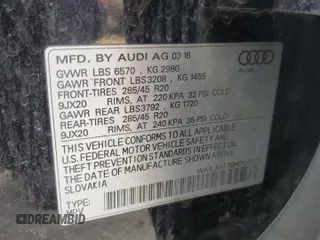 MFD. BY AUDI AG 03 16
GVWR LBS 6570 , KG 2980
GAWR FRONT LBS3208 , KG 1455
FRONT-TIRES 285/45 R20
9JX20 RIMS, AT 220 KPA 32 PSI COLD
GAWR REAR LBS3792 , KG 1720
REAR-TIRES 285/45 R20
9JX20 RIMS, AT 240 KPA 35 PSI COLD
THIS VEHICLE CONFORMS TO ALL APPLICABLE
U.S. FEDERAL MOTOR VEHICLE SAFETY AND
THEFT PREVENTION STANDARDS IN EFFECT ON
THE DATE OF MANUFACTURE SHOWN ABOVE
SLOVAKIA
TYPE:
MPV
DREAMBID